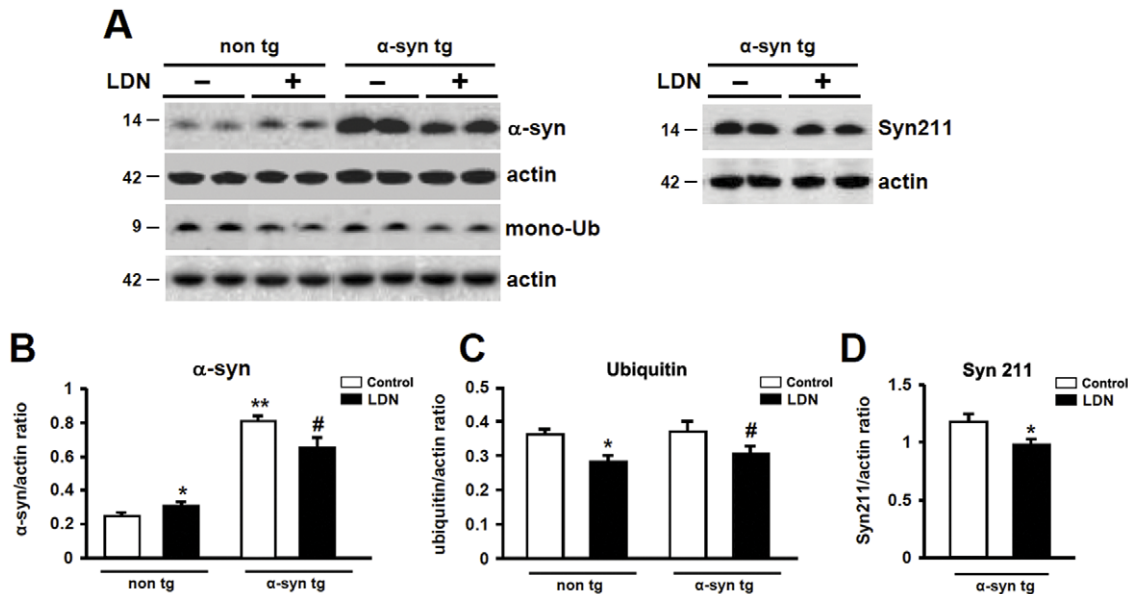 A
non tg α-syn tg
LDN – + – +
14 – α-syn
42 – actin
9 – mono-Ub
42 – actin
α-syn tg
LDN – +
14 – Syn211
42 – actin
B
α-syn
Control
LDN
α-syn/actin ratio
1
0.8
0.6
0.4
0.2
0
* ** #
non tg α-syn tg
C
Ubiquitin
Control
LDN
ubiquitin/actin ratio
0.5
0.4
0.3
0.2
0.1
0
* #
non tg α-syn tg
D
Syn 211
Control
LDN
Syn211/actin ratio
1.5
1
0.5
0
*
α-syn tg